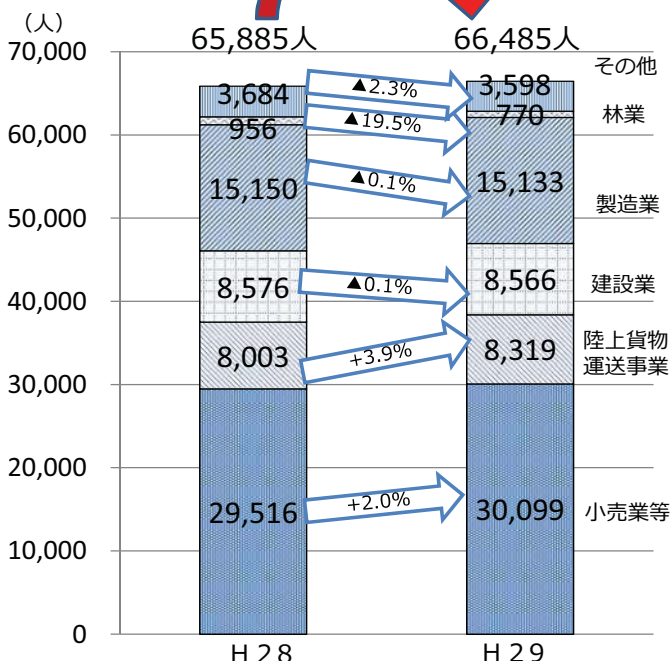 （人）
65,885人
66,485人
70,000
60,000
50,000
40,000
30,000
20,000
10,000
0
3,684
▲2.3%
3,598
その他
956
▲19.5%
770
林業
15,150
▲0.1%
15,133
製造業
8,576
▲0.1%
8,566
建設業
8,003
+3.9%
8,319
陸上貨物
運送事業
29,516
+2.0%
30,099
小売業等
Ｈ２８
Ｈ２９